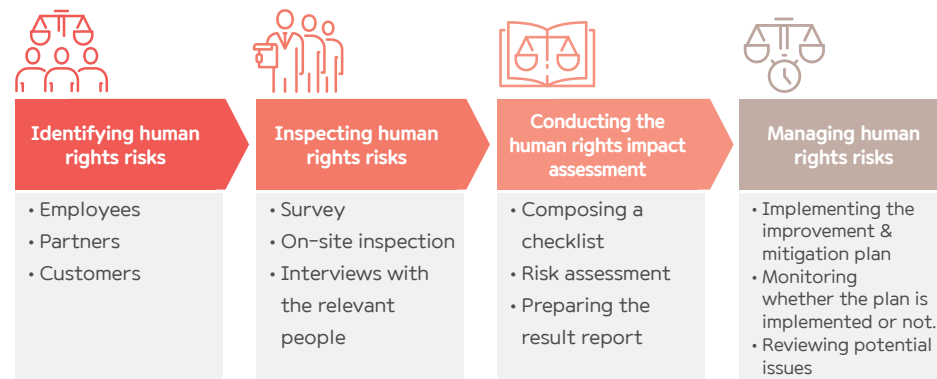 Identifying human
rights risks
• Employees
• Partners
• Customers
Inspecting human
rights risks
• Survey
• On-site inspection
• Interviews with
the relevant
people
Conducting the
human rights impact
assessment
• Composing a
checklist
• Risk assessment
• Preparing the
result report
Managing human
rights risks
• Implementing the
improvement &
mitigation plan
• Monitoring
whether the plan is
implemented or not.
• Reviewing potential
issues